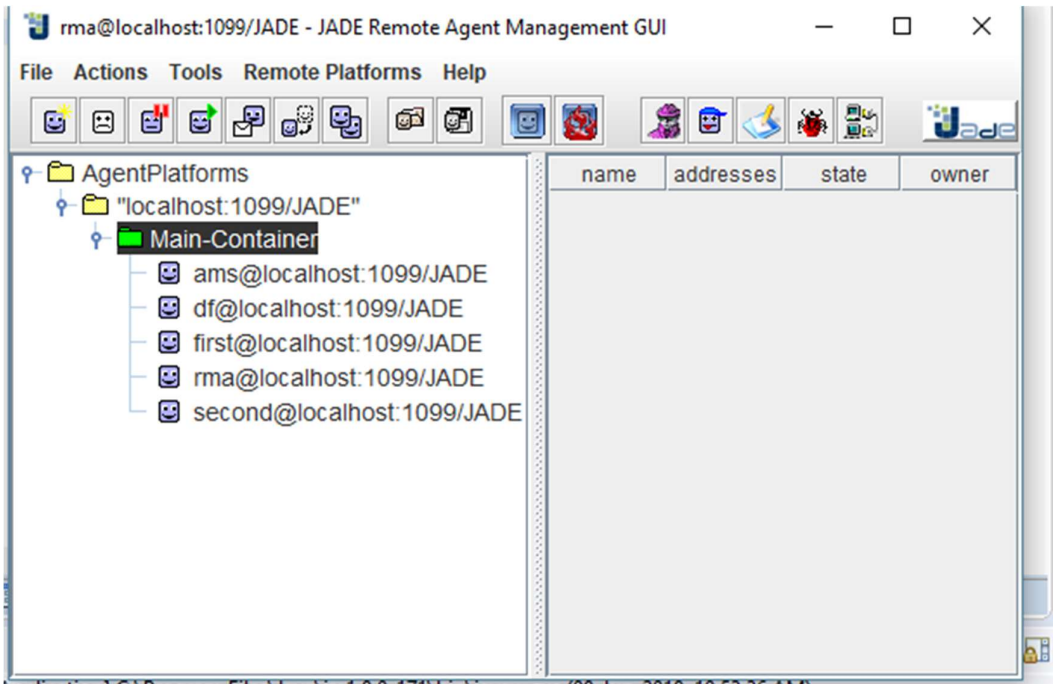 rma@localhost:1099/JADE - JADE Remote Agent Management GUI
File Actions Tools Remote Platforms Help
Jade
AgentPlatforms
"localhost:1099/JADE"
Main-Container
ams@localhost:1099/JADE
df@localhost:1099/JADE
first@localhost:1099/JADE
rma@localhost:1099/JADE
second@localhost:1099/JADE
name addresses state owner